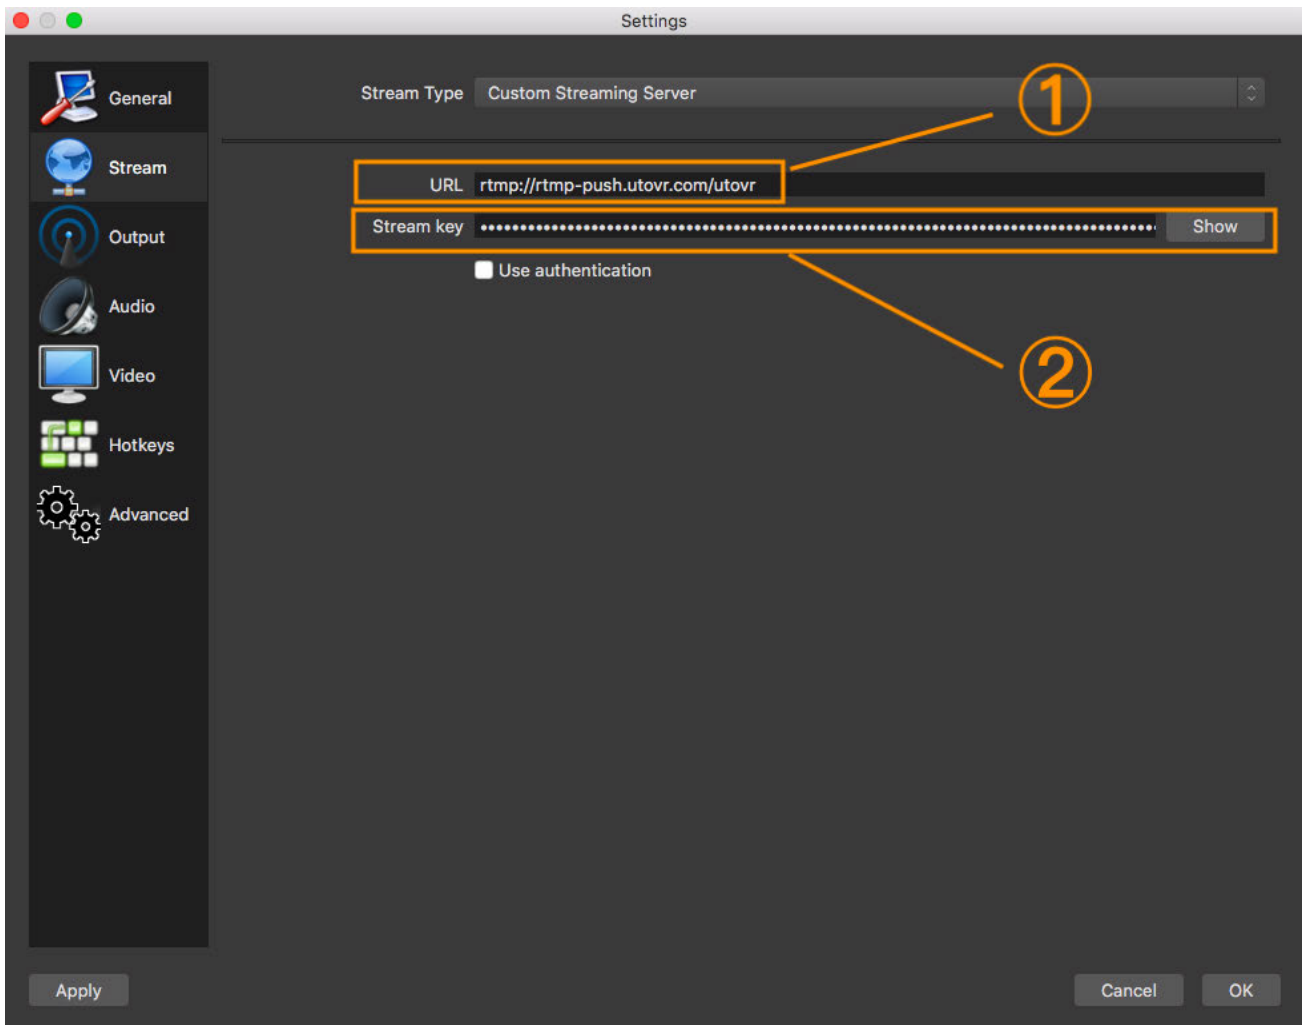 Settings
General
Stream
Output
Audio
Video
Hotkeys
Advanced
Stream Type Custom Streaming Server
①
URL rtmp://rtmp-push.utovr.com/utovr
Stream key Show
Use authentication
②
Apply
Cancel OK